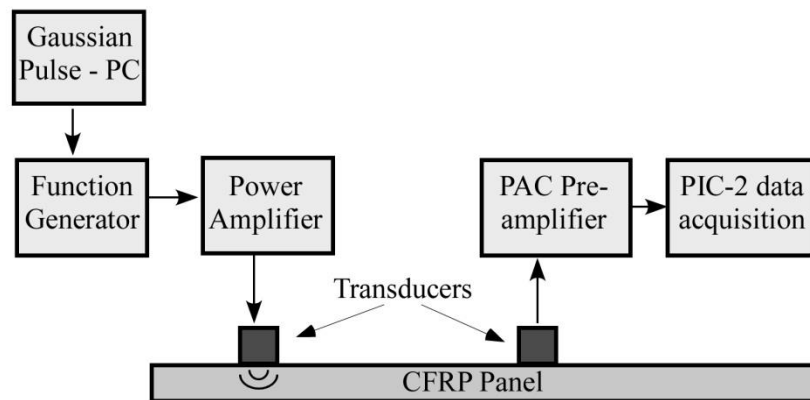 Gaussian
Pulse - PC
Function
Generator
Power
Amplifier
PAC Pre-
amplifier
PIC-2 data
acquisition
Transducers
CFRP Panel